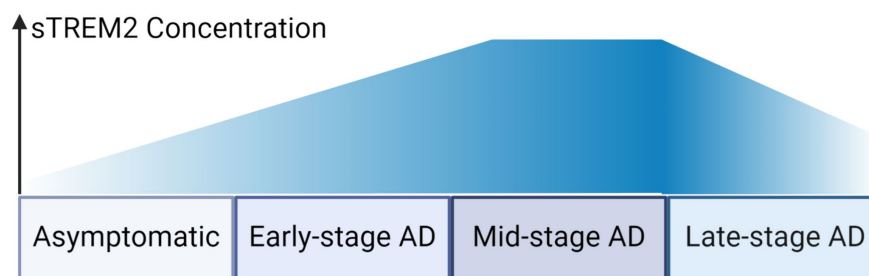 sTREM2 Concentration
Asymptomatic
Early-stage AD
Mid-stage AD
Late-stage AD